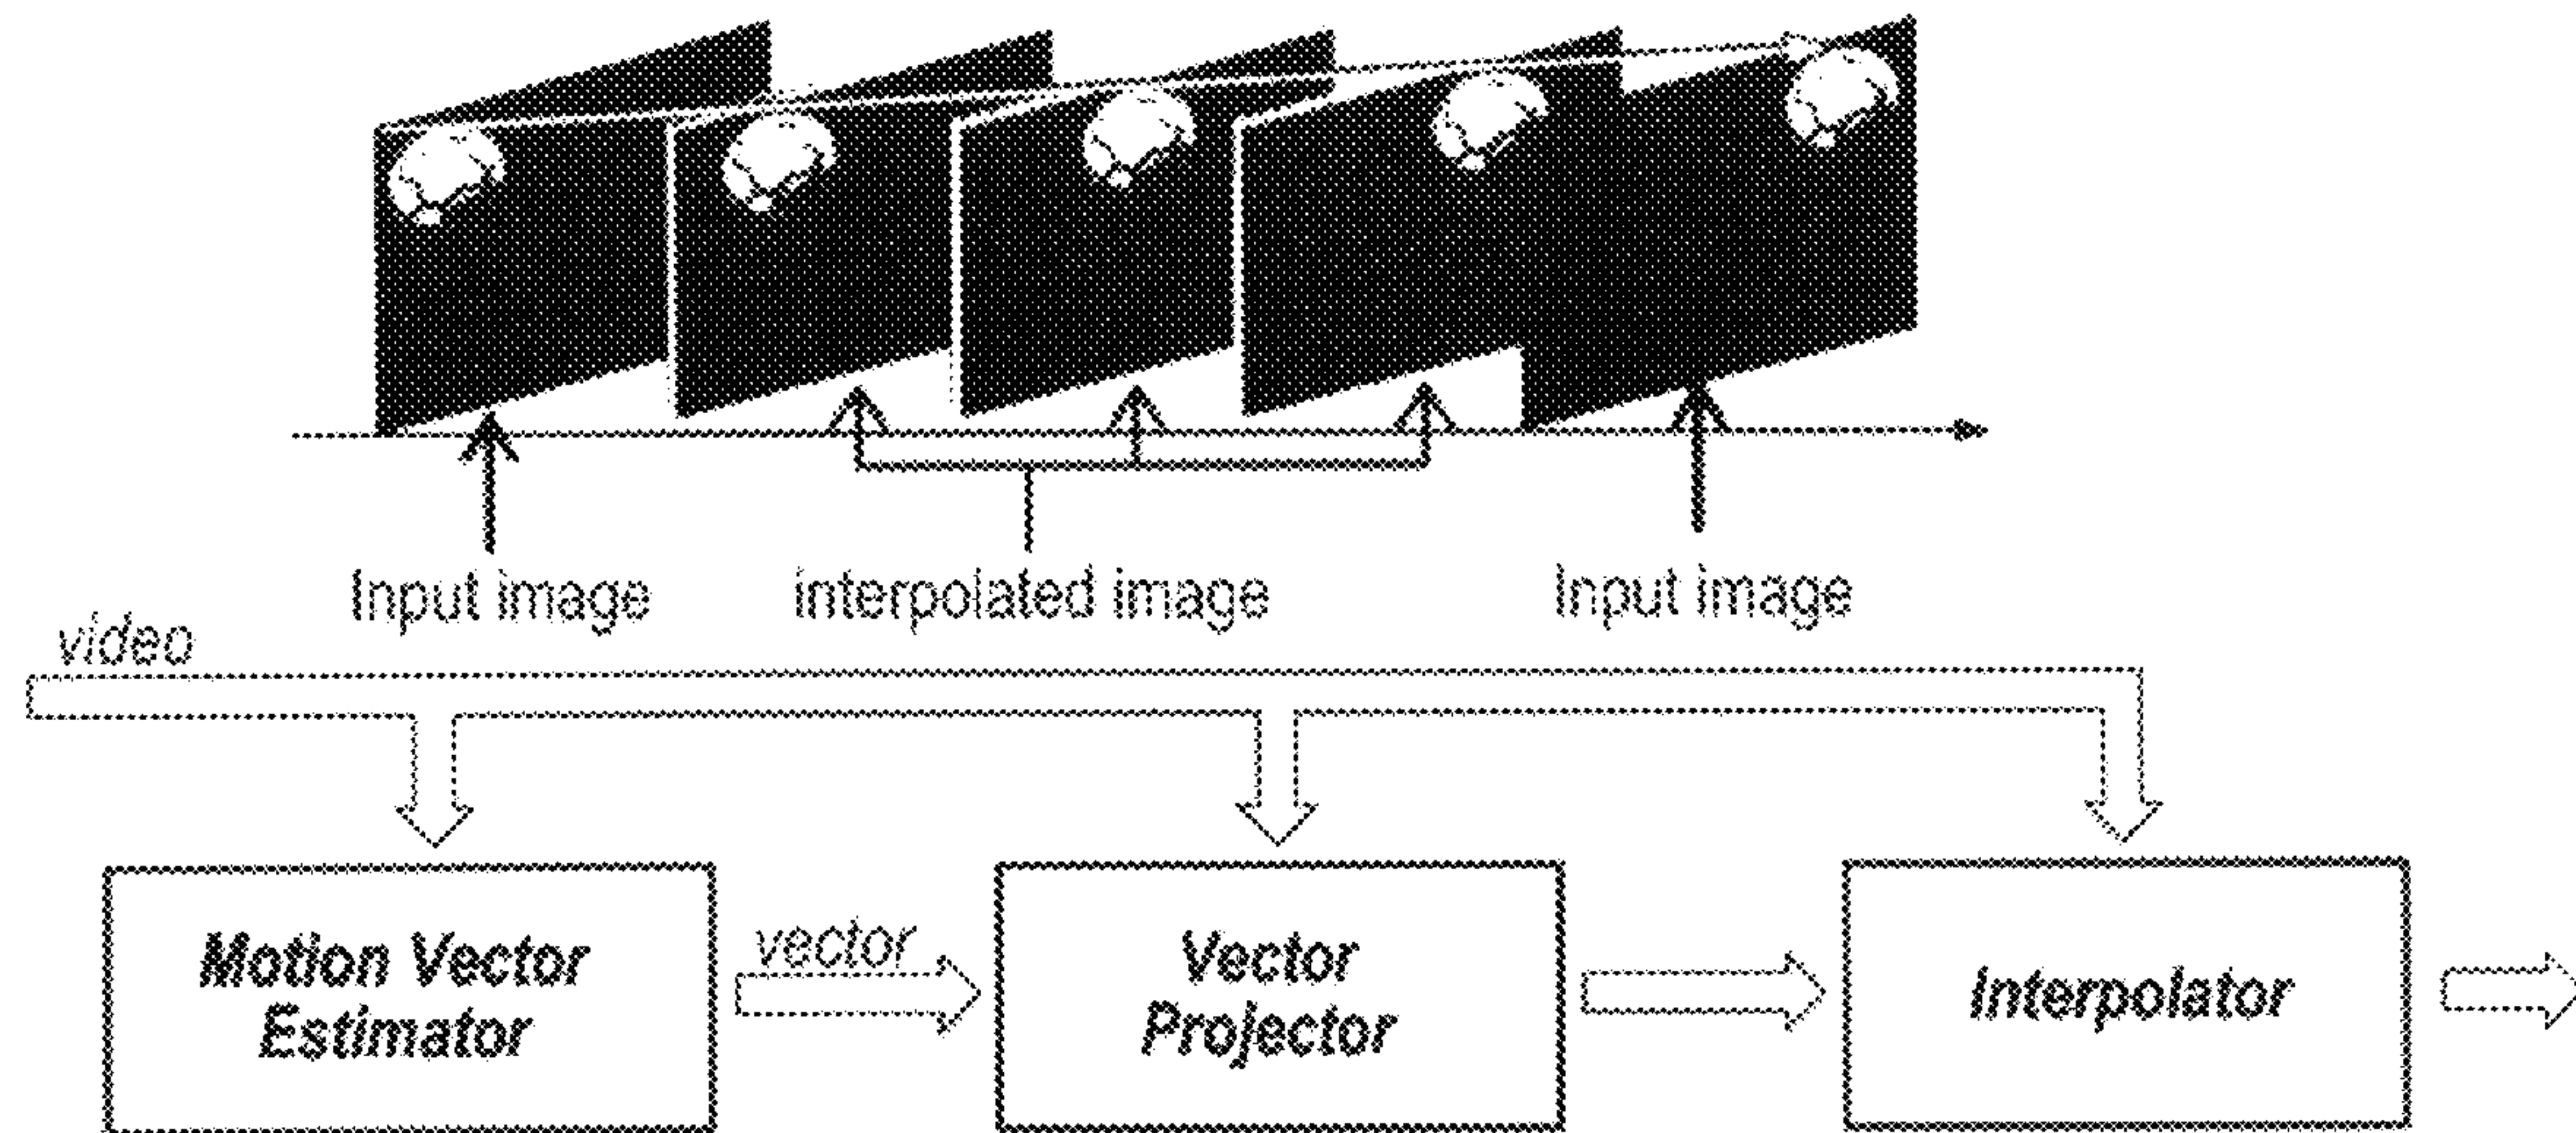 Input image
interpolated image
Input image
video
Motion Vector
Estimator
vector
Vector
Projector
Interpolator